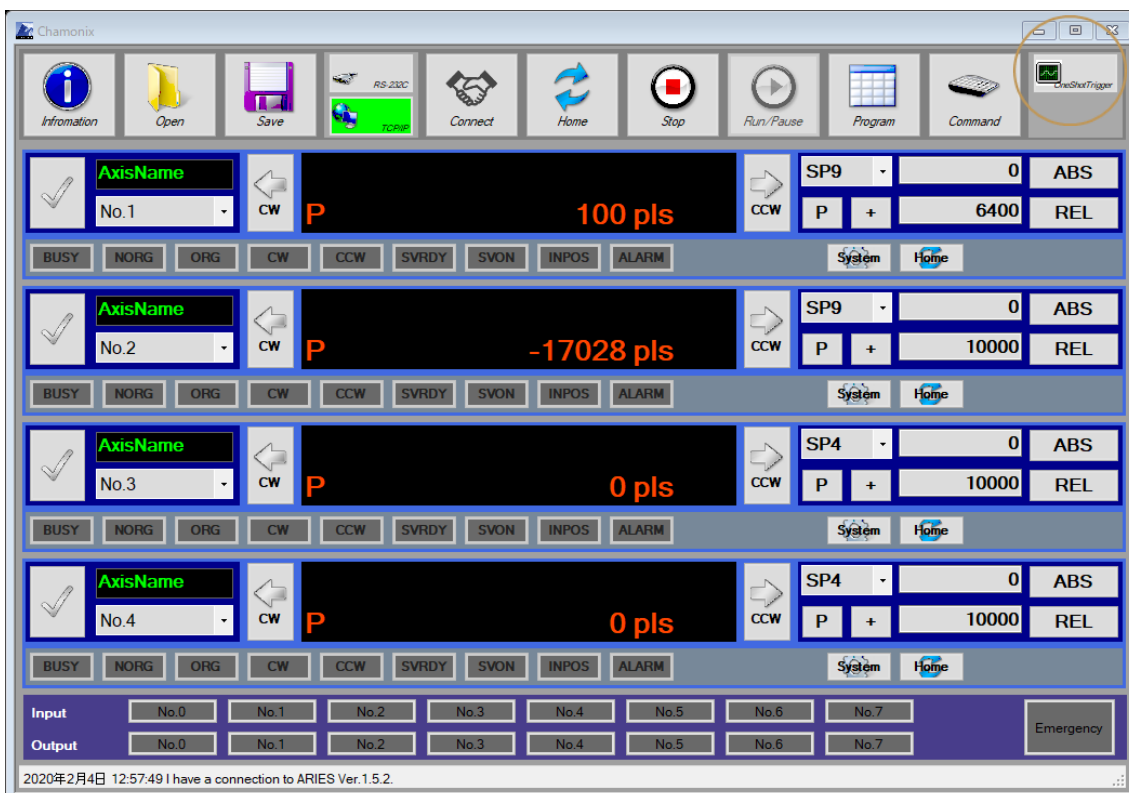 Chamonix
Infromation Open Save RS-232C TCP/IP Connect Home Stop Run/Pause Program Command OneShotTrigger
AxisName SP9 0 ABS
No.1 CW P 100 pls CCW P + 6400 REL
BUSY NORG ORG CW CCW SVRDY SVON INPOS ALARM System Home
AxisName SP9 0 ABS
No.2 CW P -17028 pls CCW P + 10000 REL
BUSY NORG ORG CW CCW SVRDY SVON INPOS ALARM System Home
AxisName SP4 0 ABS
No.3 CW P 0 pls CCW P + 10000 REL
BUSY NORG ORG CW CCW SVRDY SVON INPOS ALARM System Home
AxisName SP4 0 ABS
No.4 CW P 0 pls CCW P + 10000 REL
BUSY NORG ORG CW CCW SVRDY SVON INPOS ALARM System Home
Input No.0 No.1 No.2 No.3 No.4 No.5 No.6 No.7
Output No.0 No.1 No.2 No.3 No.4 No.5 No.6 No.7 Emergency
2020年2月4日 12:57:49 I have a connection to ARIES Ver.1.5.2.